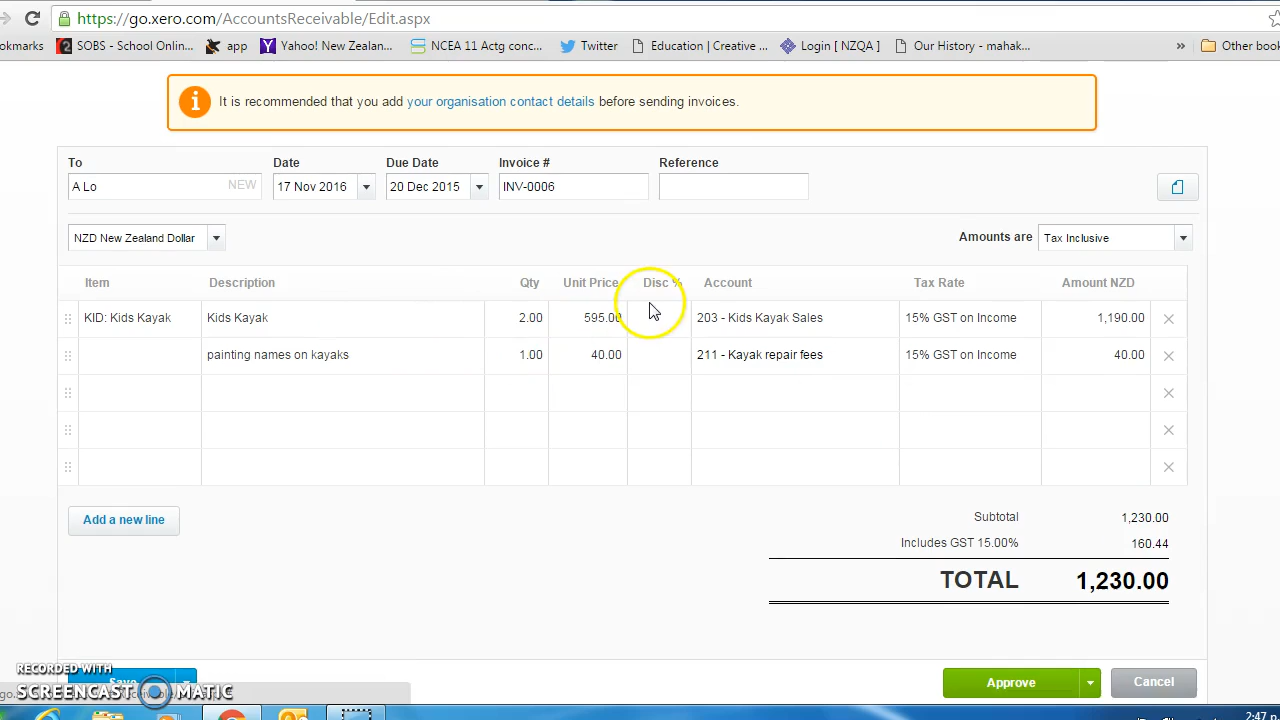 https://go.xero.com/AccountsReceivable/Edit.aspx
okmarks SOBS - School Onlin... app Yahoo! New Zealan... NCEA 11 Actg conc... Twitter Education | Creative ... Login [ NZQA ] Our History - mahak... » Other book
It is recommended that you add your organisation contact details before sending invoices.
To Date Due Date Invoice # Reference
A Lo NEW 17 Nov 2016 20 Dec 2015 INV-0006
NZD New Zealand Dollar Amounts are Tax Inclusive
Item Description Qty Unit Price Disc % Account Tax Rate Amount NZD
KID: Kids Kayak Kids Kayak 2.00 595.00 203 - Kids Kayak Sales 15% GST on Income 1,190.00
painting names on kayaks 1.00 40.00 211 - Kayak repair fees 15% GST on Income 40.00
Add a new line
Subtotal 1,230.00
Includes GST 15.00% 160.44
TOTAL 1,230.00
RECORDED WITH
Save Approve Cancel
SCREENCAST MATIC
2:47